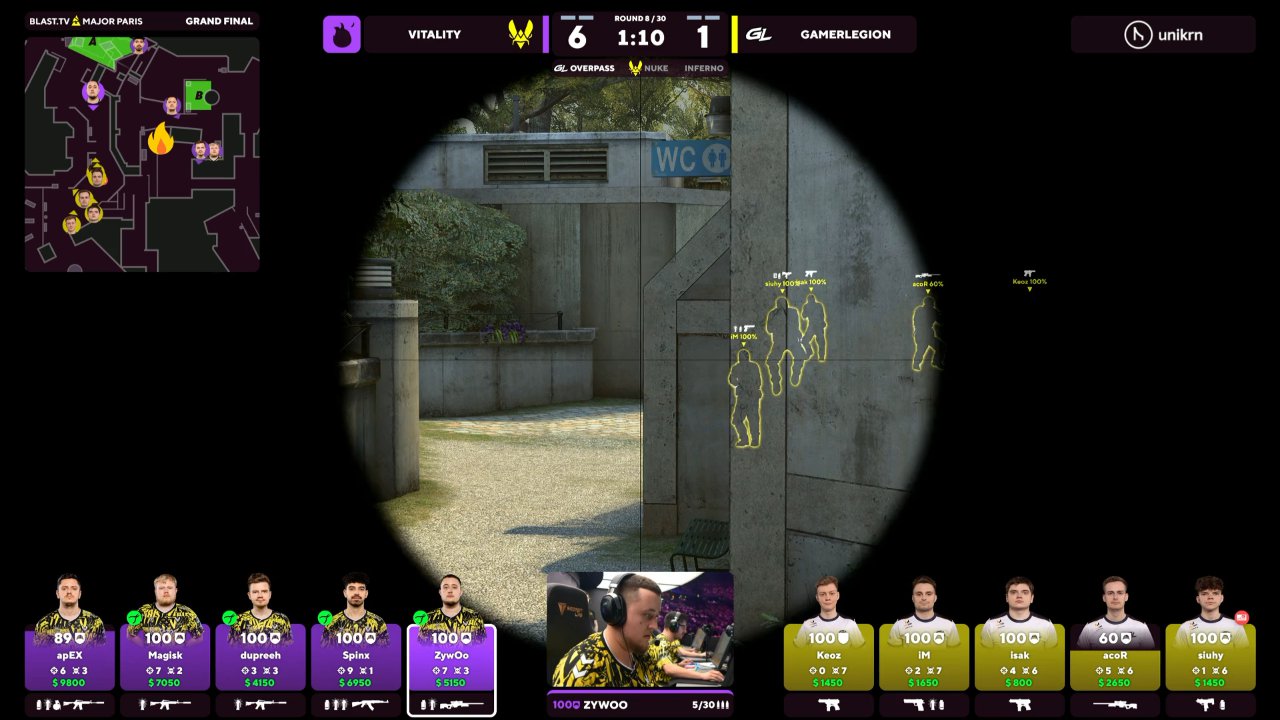 BLAST.TV MAJOR PARIS GRAND FINAL
VITALITY
6
ROUND 8 / 30
1:10
1
GL
GAMERLEGION
unikrn
GL OVERPASS NUKE INFERNO
A
B
WC
siuhy 100%
isak 100%
acoR 60%
Keoz 100%
iM 100%
89 100 100 100 100
apEX Magisk dupreeh Spinx ZywOo
6 3 7 2 3 3 9 1 7 3
$9800 $7050 $4150 $6950 $5150
100 ZYWOO 5/30
100 100 100 60 100
Keoz iM isak acoR siuhy
0 7 2 7 4 6 5 6 1 6
$1450 $1650 $800 $2650 $1450